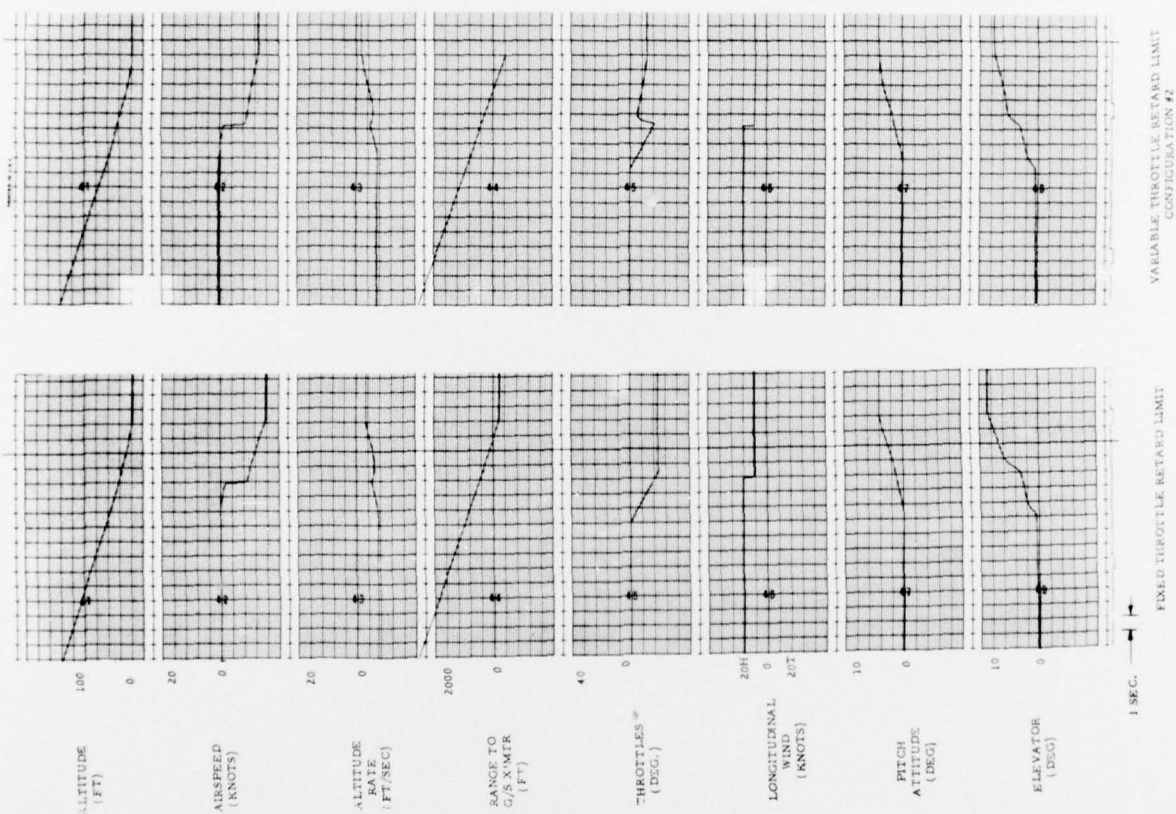 ALTITUDE
(FT)
100
0
AIRSPEED
(KNOTS)
20
0
ALTITUDE
RATE
(FT/SEC)
20
0
RANGE TO
G/S X'MTR
(FT)
2000
0
THROTTLES
(DEG.)
40
0
LONGITUDINAL
WIND
(KNOTS)
20H
0
20T
PITCH
ATTITUDE
(DEG)
10
0
ELEVATOR
(DEG)
10
0
1 SEC.
FIXED THROTTLE RETARD LIMIT
VARIABLE THROTTLE RETARD LIMIT
CONFIGURATION #2